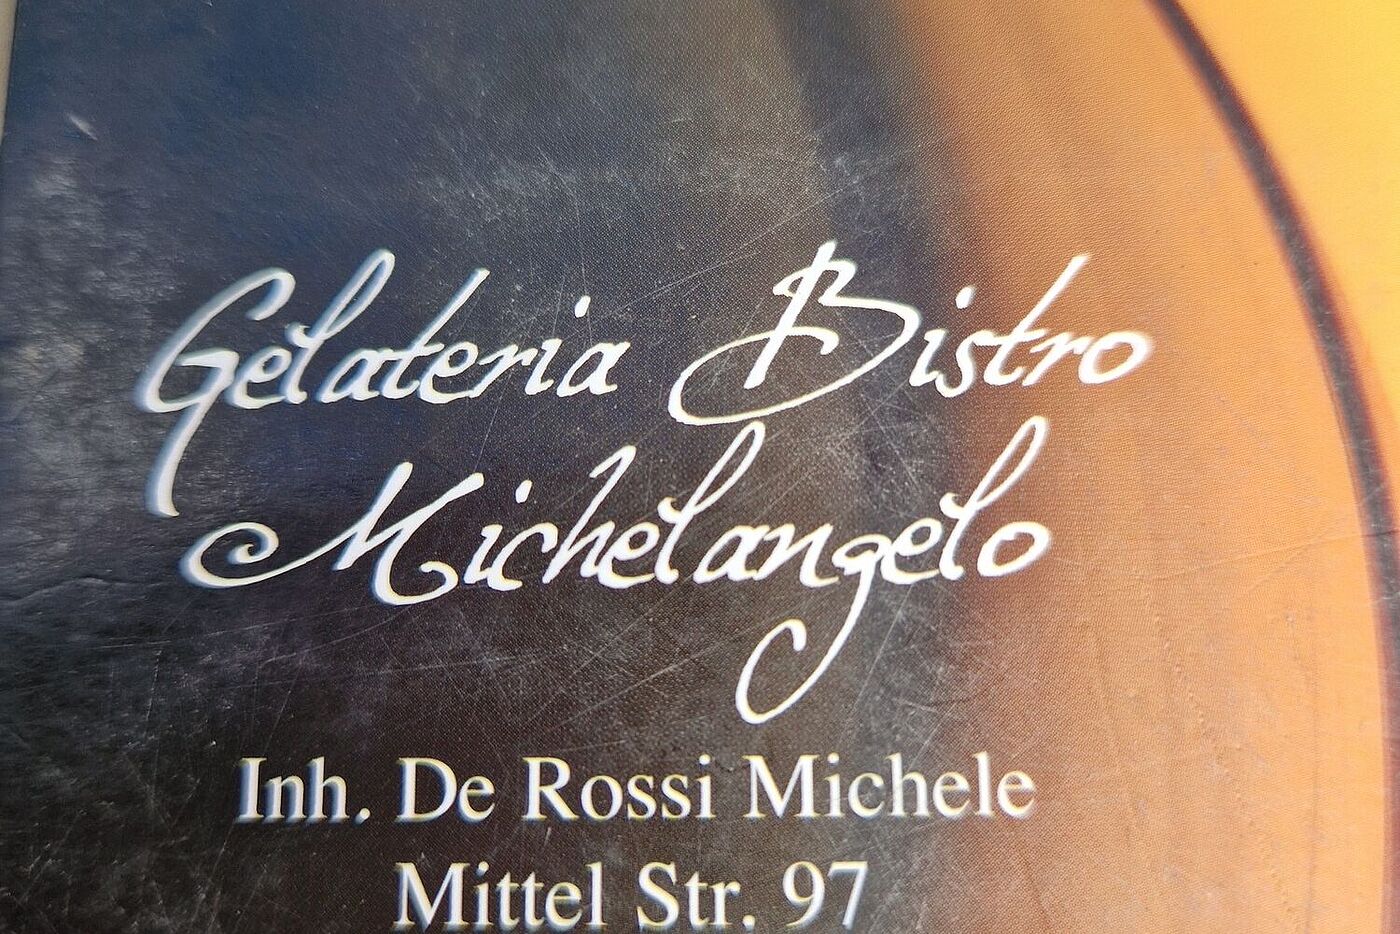 Gelateria Bistro
Michelangelo
Inh. De Rossi Michele
Mittel Str. 97